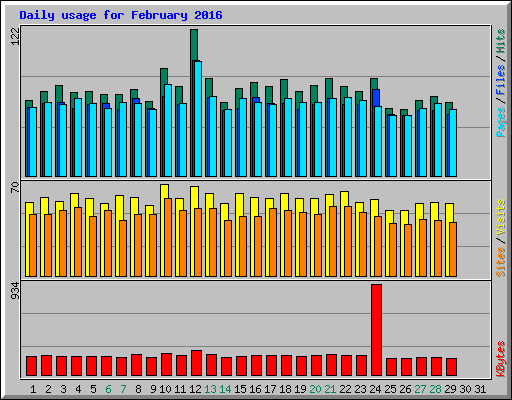 Daily usage for February 2016
122
Pages / Files / Hits
70
Sites / Visits
934
KBytes
1 2 3 4 5 6 7 8 9 10 11 12 13 14 15 16 17 18 19 20 21 22 23 24 25 26 27 28 29 30 31